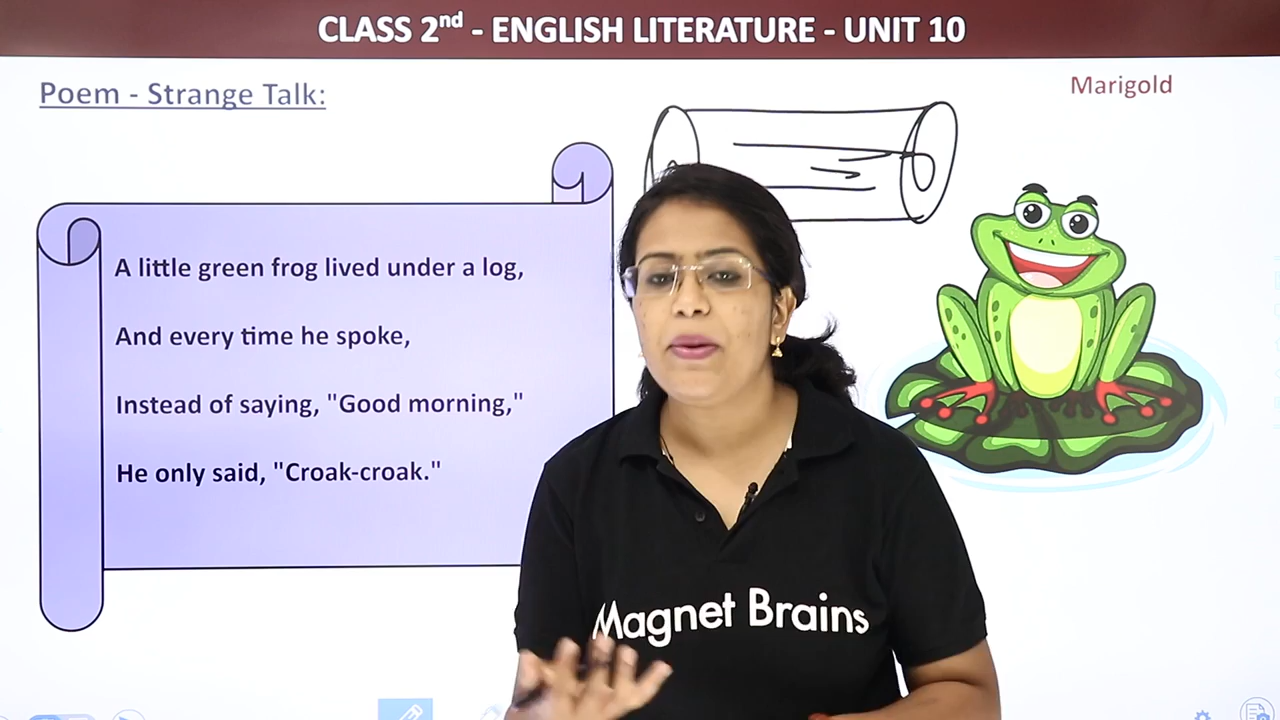 CLASS 2nd - ENGLISH LITERATURE - UNIT 10
Poem - Strange Talk:
Marigold
A little green frog lived under a log,
And every time he spoke,
Instead of saying, "Good morning,"
He only said, "Croak-croak."
Magnet Brains